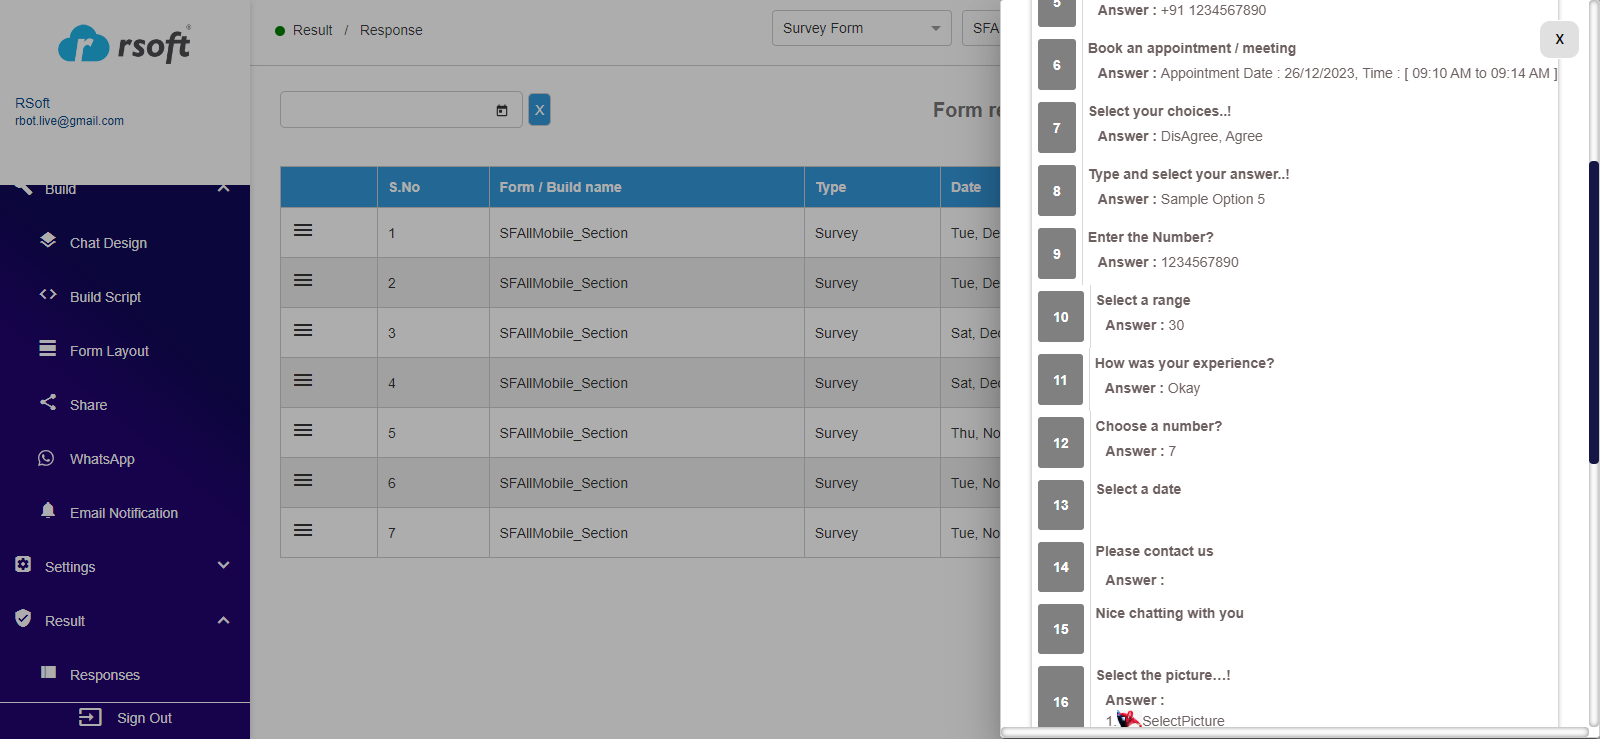 rsoft®
RSoft
rbot.live@gmail.com
Build
Chat Design
Build Script
Form Layout
Share
WhatsApp
Email Notification
Settings
Result
Responses
Sign Out
Result / Response
Survey Form
SFA
X
Form re
S.No Form / Build name Type Date
1 SFAllMobile_Section Survey Tue, De
2 SFAllMobile_Section Survey Tue, De
3 SFAllMobile_Section Survey Sat, Dec
4 SFAllMobile_Section Survey Sat, Dec
5 SFAllMobile_Section Survey Thu, No
6 SFAllMobile_Section Survey Tue, No
7 SFAllMobile_Section Survey Tue, No
X
5
Answer : +91 1234567890
6 Book an appointment / meeting
Answer : Appointment Date : 26/12/2023, Time : [ 09:10 AM to 09:14 AM ]
7 Select your choices..!
Answer : DisAgree, Agree
8 Type and select your answer..!
Answer : Sample Option 5
9 Enter the Number?
Answer : 1234567890
10 Select a range
Answer : 30
11 How was your experience?
Answer : Okay
12 Choose a number?
Answer : 7
13 Select a date
14 Please contact us
Answer :
15 Nice chatting with you
16 Select the picture...!
Answer :
1. SelectPicture